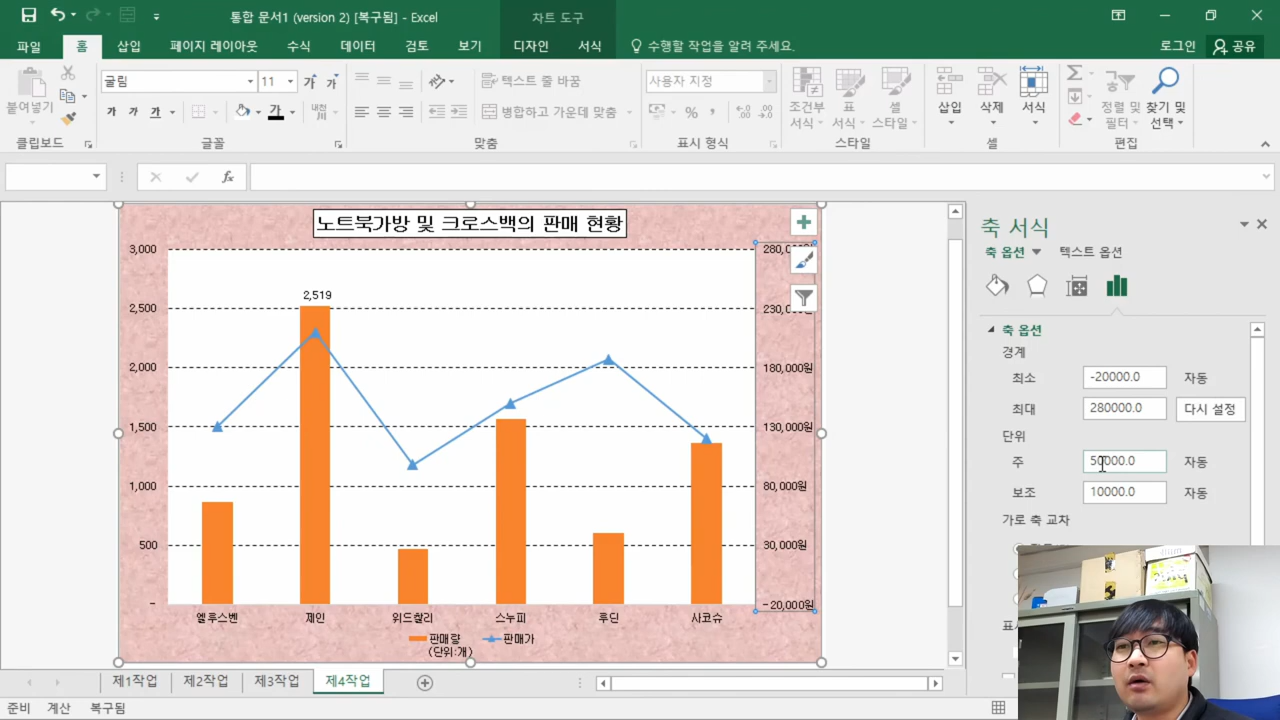 통합 문서1 (version 2) [복구됨] - Excel
차트 도구
파일
홈
삽입
페이지 레이아웃
수식
데이터
검토
보기
디자인
서식
수행할 작업을 알려 주세요.
로그인
공유
붙여넣기
클립보드
굴림
11
가
가
가
가
가
가
내천
글꼴
텍스트 줄 바꿈
병합하고 가운데 맞춤
맞춤
사용자 지정
%
표시 형식
조건부
서식
표
서식
셀
스타일
스타일
삽입
삭제
서식
셀
정렬 및
필터
찾기 및
선택
편집
fx
노트북가방 및 크로스백의 판매 현황
3,000
2,500
2,000
1,500
1,000
500
-
2,519
280,
230,
180,000원
130,000원
80,000원
30,000원
-20,000원
엘루스벤
제인
위드찰리
스누피
루딘
사코슈
판매량
(단위:개)
판매가
축 서식
축 옵션
텍스트 옵션
축 옵션
경계
최소
-20000.0
자동
최대
280000.0
다시 설정
단위
주
50000.0
자동
보조
10000.0
자동
가로 축 교차
제1작업
제2작업
제3작업
제4작업
준비
계산
복구됨